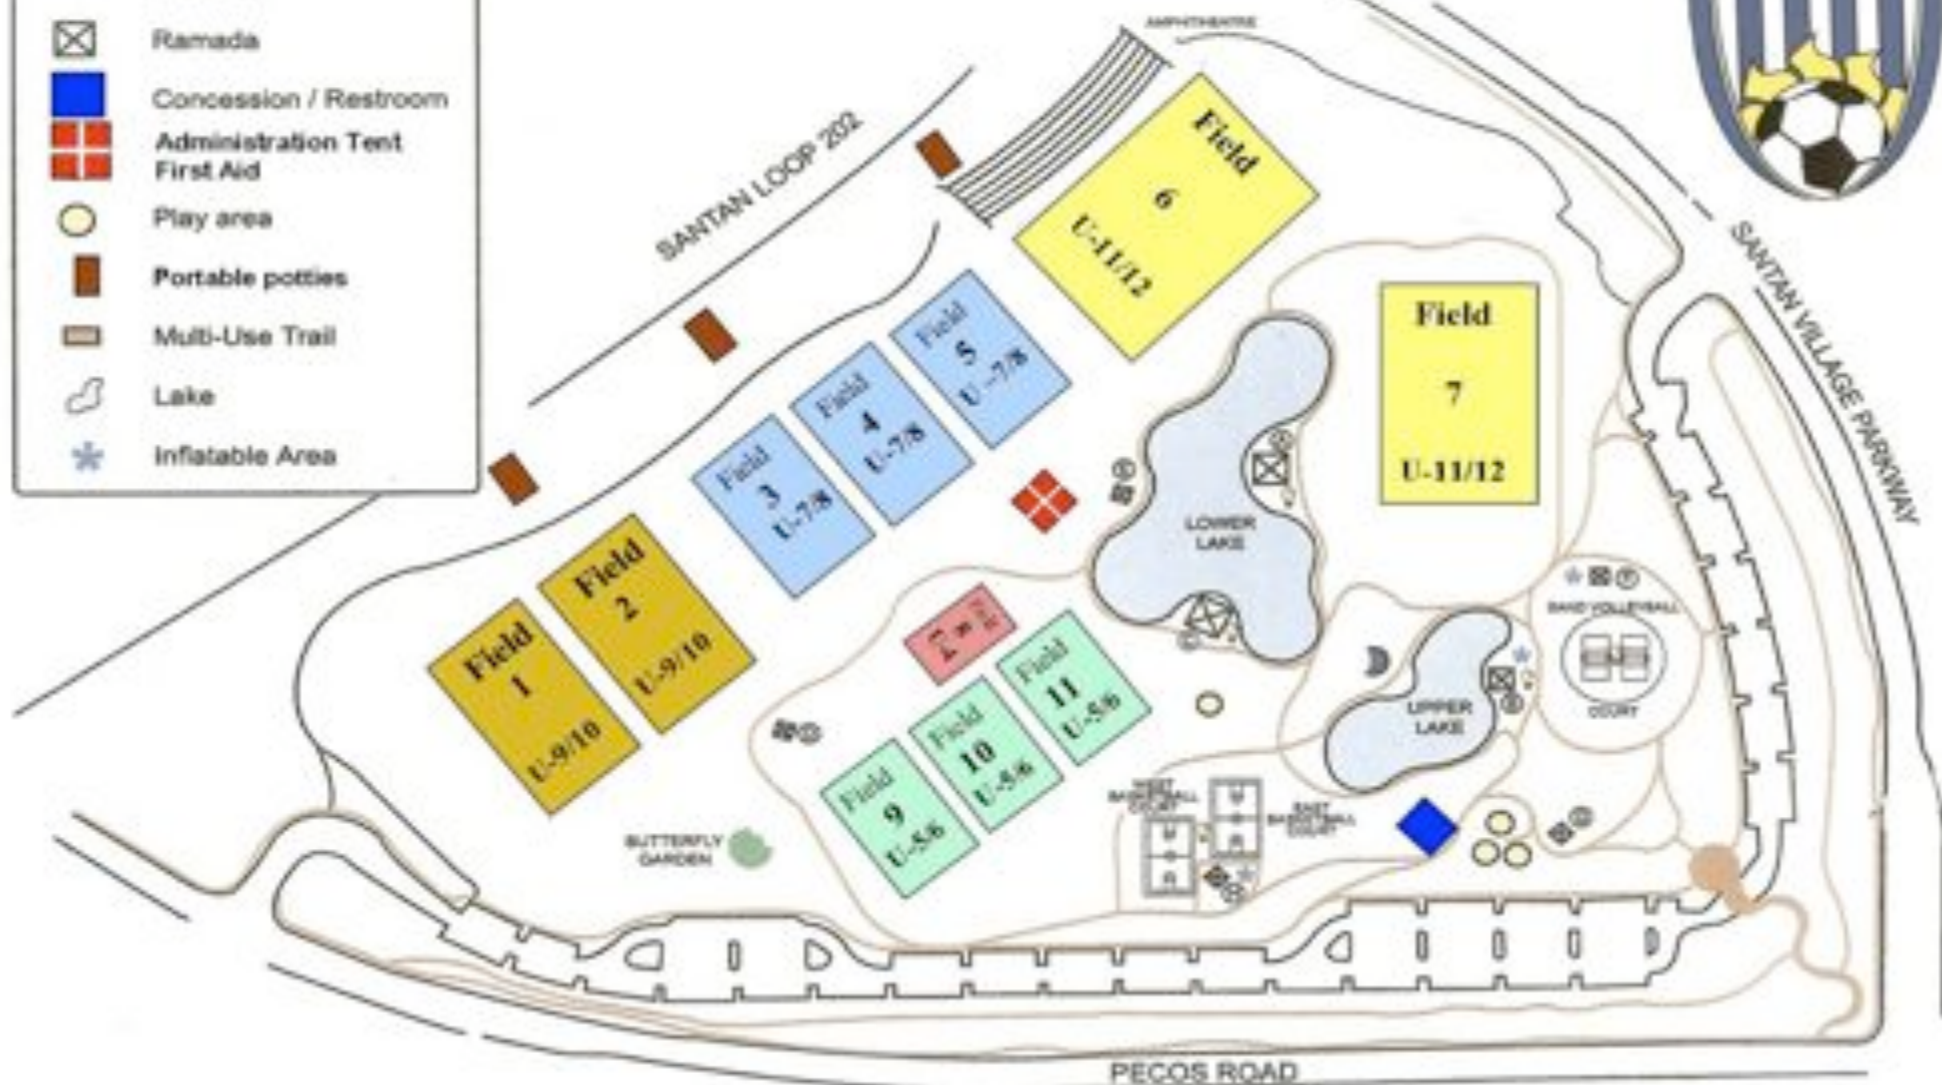 Ramada
Concession / Restroom
Administration Tent
First Aid
Play area
Portable potties
Multi-Use Trail
Lake
Inflatable Area
AMPHITHEATRE
SANTAN LOOP 202
SANTAN VILLAGE PARKWAY
Field
6
U-11/12
Field
7
U-11/12
Field
5
U-7/8
Field
4
U-7/8
Field
3
U-7/8
Field
2
U-9/10
Field
1
U-9/10
LOWER
LAKE
SAND VOLLEYBALL
COURT
UPPER
LAKE
Field
11
U-5/6
Field
10
U-5/6
Field
9
U-5/6
WEST
BASKETBALL
COURT
EAST
BASKETBALL
COURT
BUTTERFLY
GARDEN
PECOS ROAD